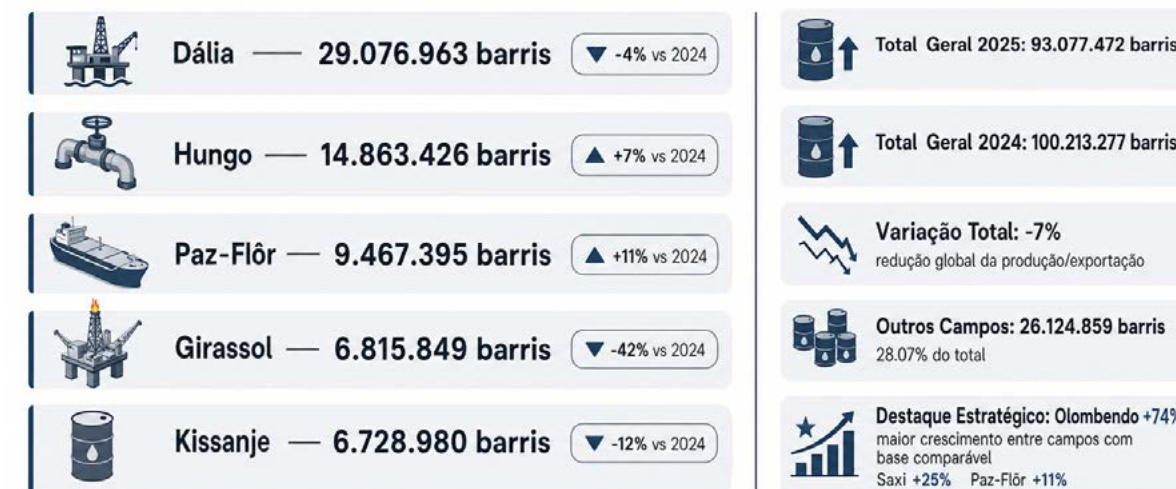 Dália — 29.076.963 barris ▼ -4% vs 2024
Hungo — 14.863.426 barris ▲ +7% vs 2024
Paz-Flôr — 9.467.395 barris ▲ +11% vs 2024
Girassol — 6.815.849 barris ▼ -42% vs 2024
Kissanje — 6.728.980 barris ▼ -12% vs 2024
Total Geral 2025: 93.077.472 barris
Total Geral 2024: 100.213.277 barris
Variação Total: -7%
redução global da produção/exportação
Outros Campos: 26.124.859 barris
28.07% do total
Destaque Estratégico: Olombendo +74%
maior crescimento entre campos com
base comparável
Saxi +25% Paz-Flôr +11%